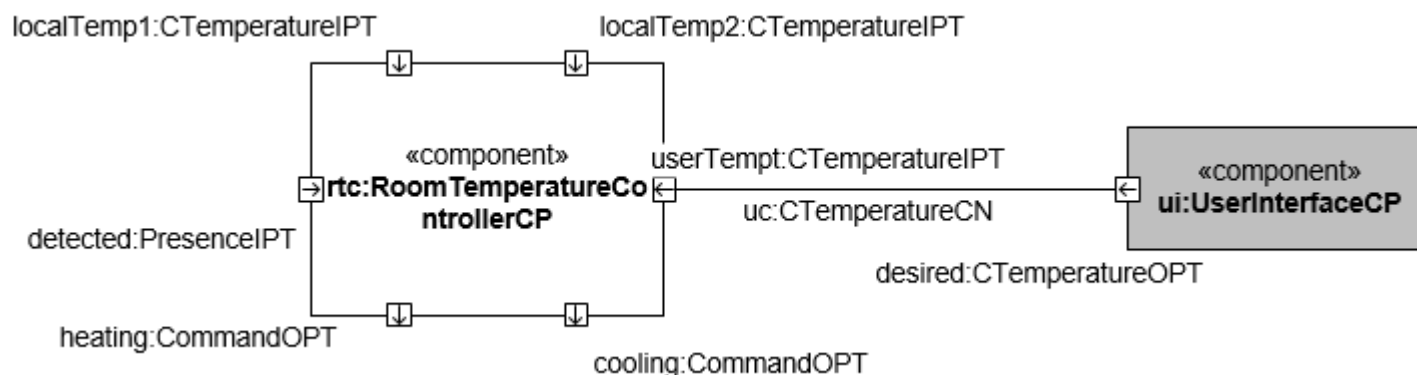 localTemp1:CTemperatureIPT
localTemp2:CTemperatureIPT
«component»
rtc:RoomTemperatureCo
ntrollerCP
userTempt:CTemperatureIPT
uc:CTemperatureCN
«component»
ui:UserInterfaceCP
detected:PresenceIPT
desired:CTemperatureOPT
heating:CommandOPT
cooling:CommandOPT